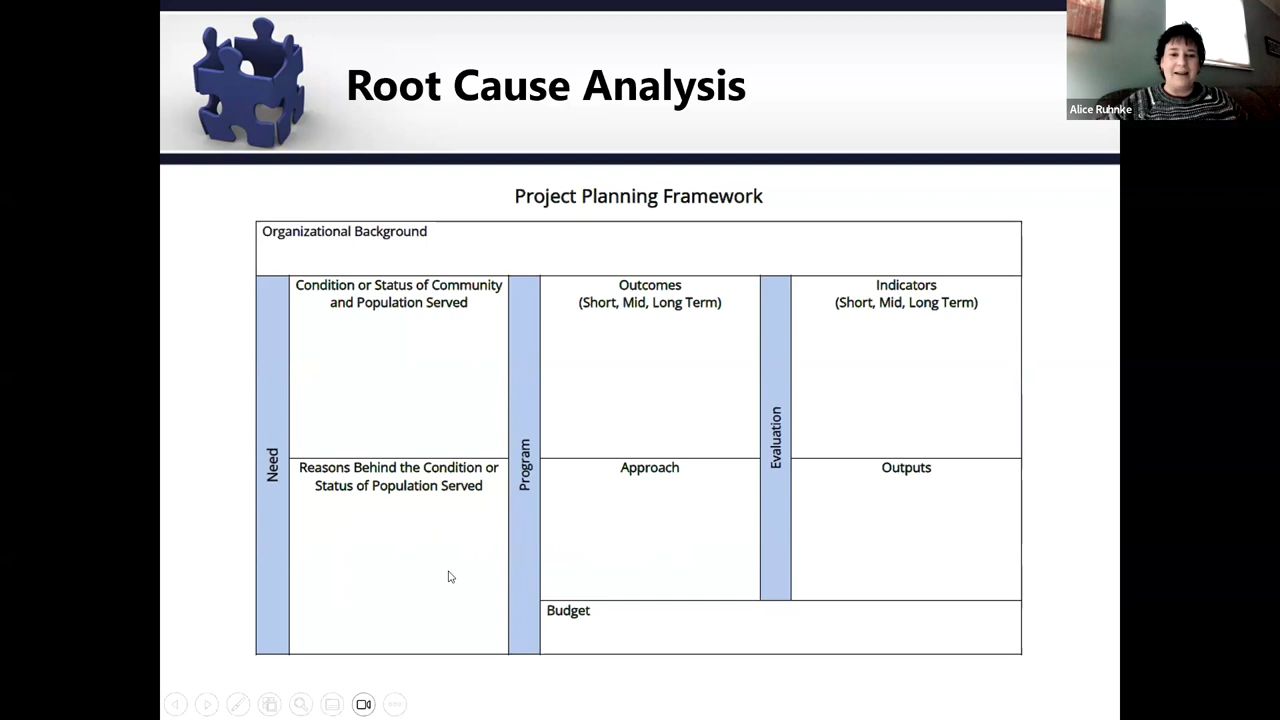 Root Cause Analysis
Alice Ruhnke
Project Planning Framework
Organizational Background
Need
Condition or Status of Community
and Population Served
Reasons Behind the Condition or
Status of Population Served
Program
Outcomes
(Short, Mid, Long Term)
Approach
Evaluation
Indicators
(Short, Mid, Long Term)
Outputs
Budget